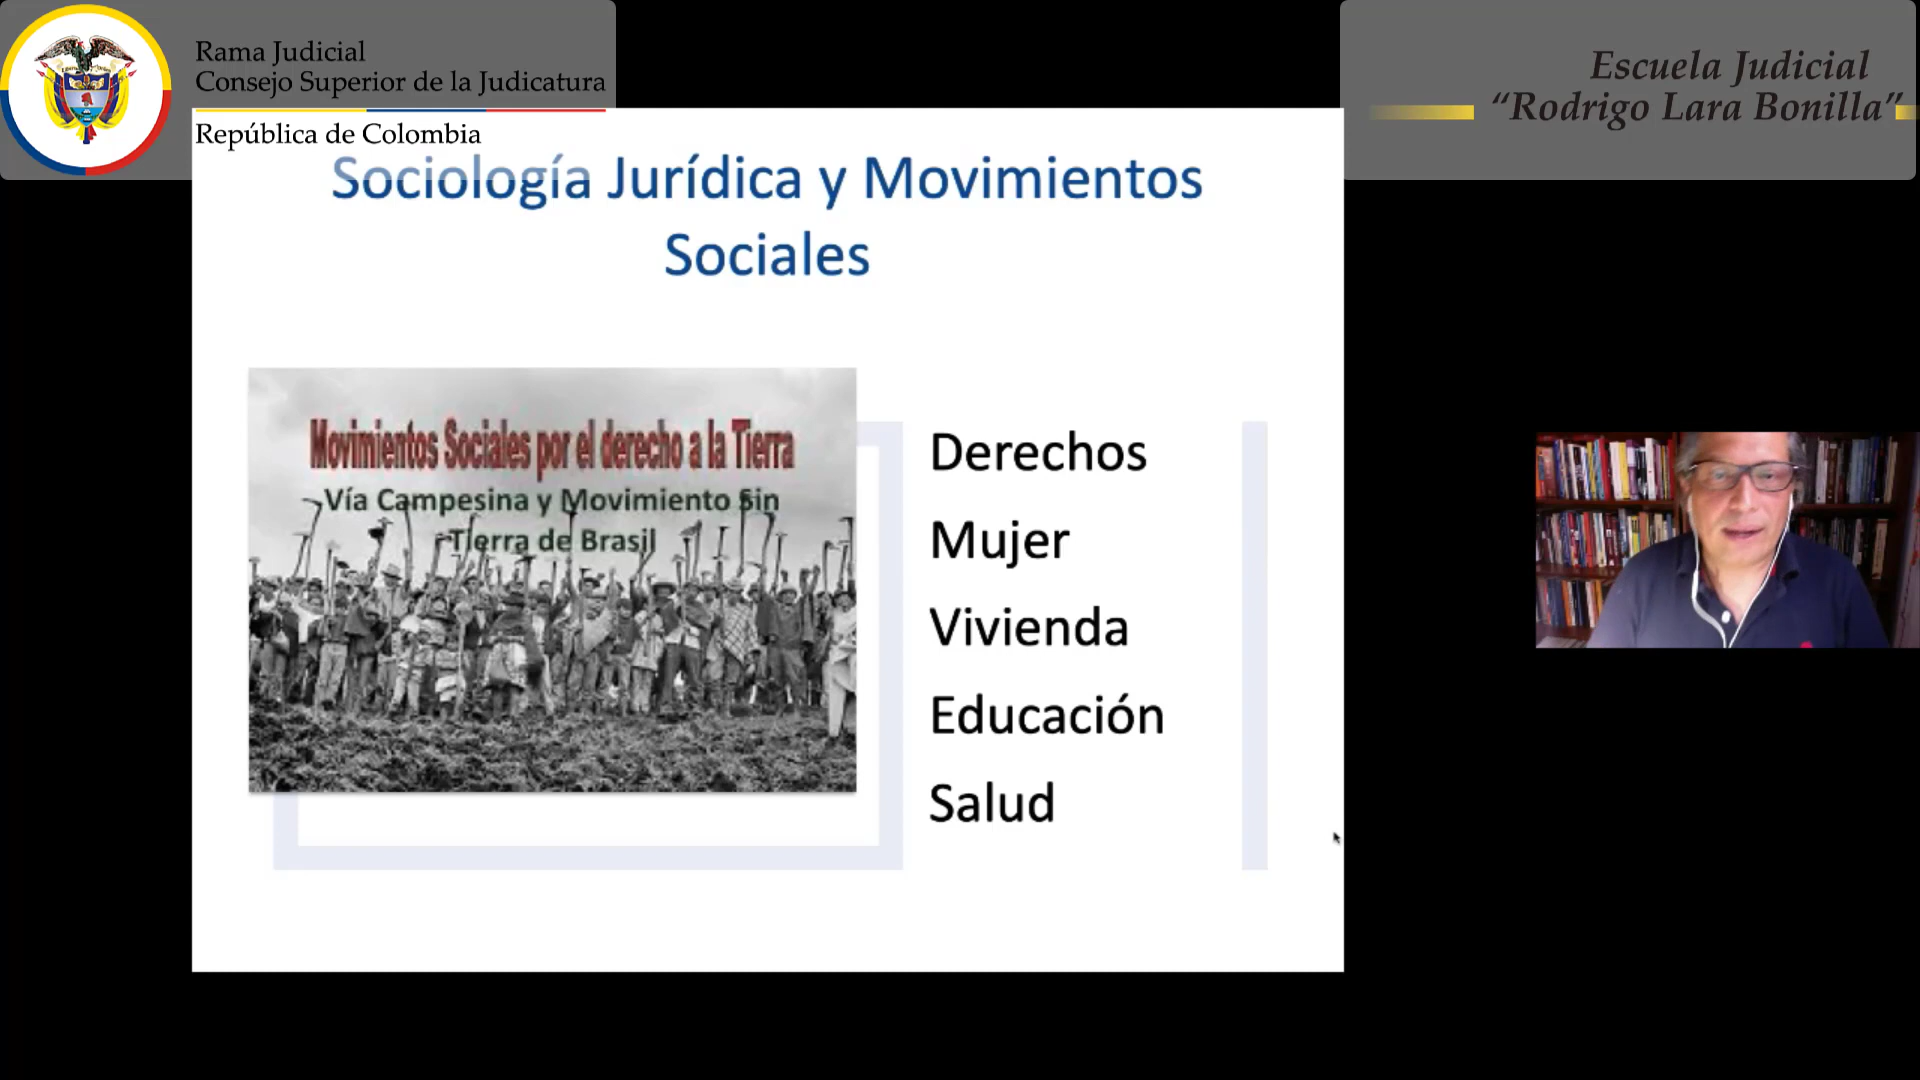 Rama Judicial
Consejo Superior de la Judicatura
República de Colombia
Escuela Judicial
“Rodrigo Lara Bonilla”
Sociología Jurídica y Movimientos
Sociales
Movimientos Sociales por el derecho a la Tierra
Vía Campesina y Movimiento Sin
Tierra de Brasil
Derechos
Mujer
Vivienda
Educación
Salud